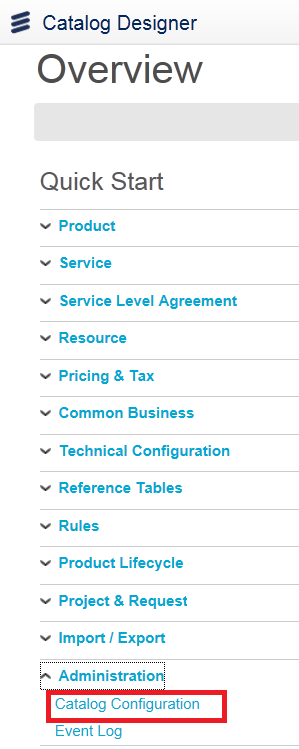 Catalog Designer
Overview
Quick Start
Product
Service
Service Level Agreement
Resource
Pricing & Tax
Common Business
Technical Configuration
Reference Tables
Rules
Product Lifecycle
Project & Request
Import / Export
Administration
Catalog Configuration
Event Log